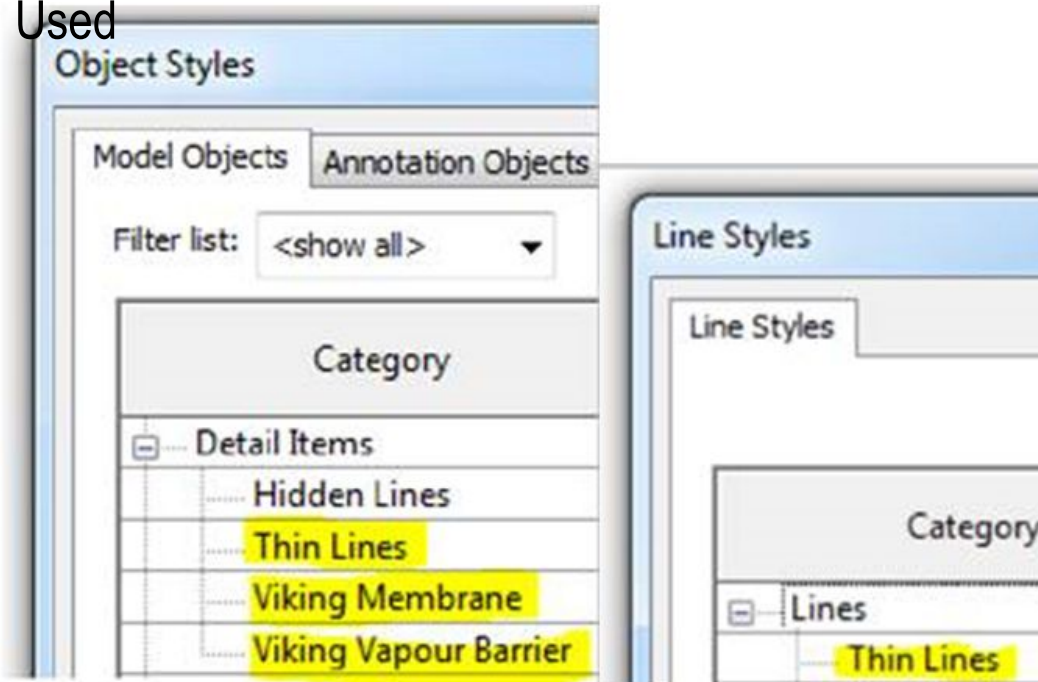 Used
Object Styles
Model Objects
Annotation Objects
Filter list:
<show all>
Category
Detail Items
Hidden Lines
Thin Lines
Viking Membrane
Viking Vapour Barrier
Line Styles
Line Styles
Category
Lines
Thin Lines